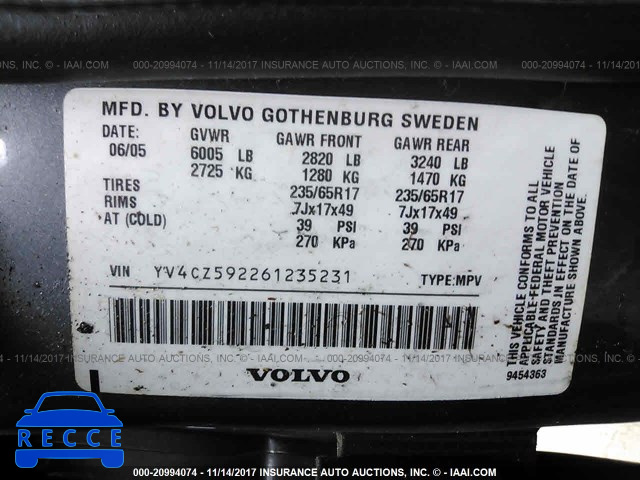 000-20994074 - 11/14/2017 INSURANCE AUTO AUCTIONS, INC. © - IAAI.COM
MFD. BY VOLVO GOTHENBURG SWEDEN
DATE: GVWR GAWR FRONT GAWR REAR
06/05 6005 LB 2820 LB 3240 LB
2725 KG 1280 KG 1470 KG
TIRES 235/65R17 235/65R17
RIMS 7Jx17x49 7Jx17x49
AT (COLD) 39 PSI 39 PSI
270 KPa 270 KPa
VIN YV4CZ592261235231 TYPE:MPV
VOLVO
THIS VEHICLE CONFORMS TO ALL
APPLICABLE FEDERAL MOTOR VEHICLE
SAFETY AND THEFT PREVENTION
STANDARDS IN EFFECT ON THE DATE OF
MANUFACTURE SHOWN ABOVE.
9454363
RECCE
000-20994074 - 11/14/2017 INSURANCE AUTO AUCTIONS, INC. © - IAAI.COM